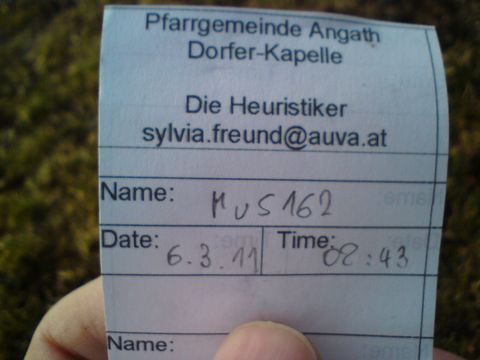 Pfarrgemeinde Angath
Dorfer-Kapelle
Die Heuristiker
sylvia.freund@auva.at
Name: MUS162
Date: 6.3.11 Time: 08:43
Name: